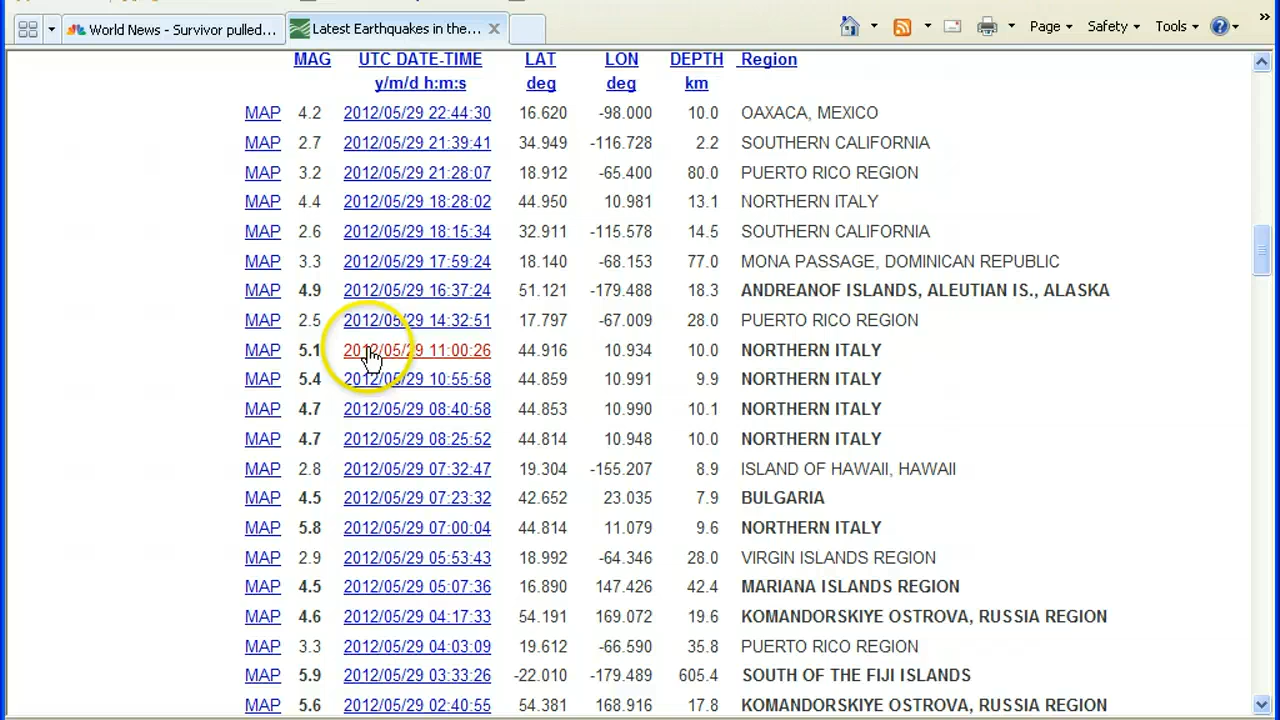 World News - Survivor pulled...
Latest Earthquakes in the...
Page
Safety
Tools
MAG UTC DATE-TIME LAT LON DEPTH Region
y/m/d h:m:s deg deg km
MAP 4.2 2012/05/29 22:44:30 16.620 -98.000 10.0 OAXACA, MEXICO
MAP 2.7 2012/05/29 21:39:41 34.949 -116.728 2.2 SOUTHERN CALIFORNIA
MAP 3.2 2012/05/29 21:28:07 18.912 -65.400 80.0 PUERTO RICO REGION
MAP 4.4 2012/05/29 18:28:02 44.950 10.981 13.1 NORTHERN ITALY
MAP 2.6 2012/05/29 18:15:34 32.911 -115.578 14.5 SOUTHERN CALIFORNIA
MAP 3.3 2012/05/29 17:59:24 18.140 -68.153 77.0 MONA PASSAGE, DOMINICAN REPUBLIC
MAP 4.9 2012/05/29 16:37:24 51.121 -179.488 18.3 ANDREANOF ISLANDS, ALEUTIAN IS., ALASKA
MAP 2.5 2012/05/29 14:32:51 17.797 -67.009 28.0 PUERTO RICO REGION
MAP 5.1 2012/05/29 11:00:26 44.916 10.934 10.0 NORTHERN ITALY
MAP 5.4 2012/05/29 10:55:58 44.859 10.991 9.9 NORTHERN ITALY
MAP 4.7 2012/05/29 08:40:58 44.853 10.990 10.1 NORTHERN ITALY
MAP 4.7 2012/05/29 08:25:52 44.814 10.948 10.0 NORTHERN ITALY
MAP 2.8 2012/05/29 07:32:47 19.304 -155.207 8.9 ISLAND OF HAWAII, HAWAII
MAP 4.5 2012/05/29 07:23:32 42.652 23.035 7.9 BULGARIA
MAP 5.8 2012/05/29 07:00:04 44.814 11.079 9.6 NORTHERN ITALY
MAP 2.9 2012/05/29 05:53:43 18.992 -64.346 28.0 VIRGIN ISLANDS REGION
MAP 4.5 2012/05/29 05:07:36 16.890 147.426 42.4 MARIANA ISLANDS REGION
MAP 4.6 2012/05/29 04:17:33 54.191 169.072 19.6 KOMANDORSKIYE OSTROVA, RUSSIA REGION
MAP 3.3 2012/05/29 04:03:09 19.612 -66.590 35.8 PUERTO RICO REGION
MAP 5.9 2012/05/29 03:33:26 -22.010 -179.489 605.4 SOUTH OF THE FIJI ISLANDS
MAP 5.6 2012/05/29 02:40:55 54.381 168.916 17.8 KOMANDORSKIYE OSTROVA, RUSSIA REGION